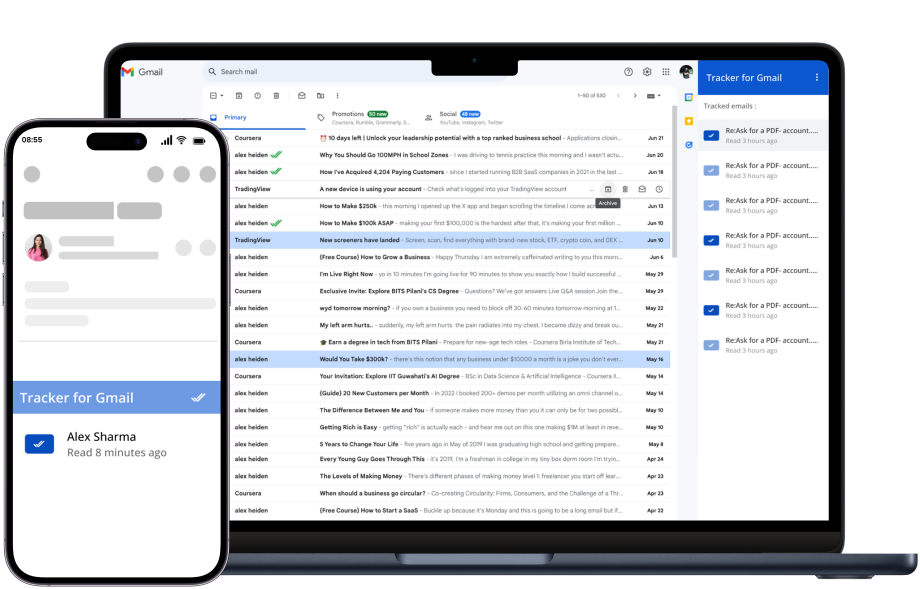 Gmail
Search mail
1–50 of 530
Primary
Promotions 50 new
Coursera, Rumble, Grammarly, S...
Social 48 new
YouTube, Instagram, Twitter
Coursera ⏰ 10 days left | Unlock your leadership potential with a top ranked business school - Applications closin... Jun 21
alex heiden Why You Should Go 100MPH in School Zones - I was driving to tennis practice this morning and I wasn't actu... Jun 20
alex heiden How I've Acquired 4,204 Paying Customers - since I started running B2B SaaS companies in 2021 in the last ... Jun 18
TradingView A new device is using your account - Check what's logged into your TradingView account ...
Archive
alex heiden How to Make $250k - this morning I opened up the X app and began scrolling the timeline I come acr Jun 13
alex heiden How to Make $100k ASAP - making your first $100,000 is the hardest after that, it's making your first million ... Jun 10
TradingView New screeners have landed - Screen, scan, find everything with brand-new stock, ETF, crypto coin, and DEX ... Jun 10
alex heiden {Free Course} How to Grow a Business - Happy Thursday I am extremely caffeinated writing to you this morn... Jun 6
alex heiden I'm Live Right Now - yo in 10 minutes I'm going live for 90 minutes to show you exactly how I build successful ... May 29
Coursera Exclusive Invite: Explore BITS Pilani's CS Degree - Questions? We've got answers Live Q&A session Join the... May 29
alex heiden wyd tomorrow morning? - if you own a business you need to block off 30-60 minutes tomorrow morning at 1... May 22
alex heiden My left arm hurts.. - suddenly, my left arm hurts. the pain radiates into my chest. I became dizzy and break ou... May 21
Coursera 🎓 Earn a degree in tech from BITS Pilani - Prepare for new-age tech roles - Coursera Birla Institute of Tech... May 21
alex heiden Would You Take $300k? - there's this notion that any business under $10000 a month is a joke you don't ever... May 16
Coursera Your Invitation: Explore IIT Guwahati's AI Degree - BSc in Data Science & Artificial Intelligence - Coursera II... May 14
alex heiden {Guide} 20 New Customers per Month - In 2022 I booked 200+ demos per month utilizing an omni channel o... May 14
alex heiden The Difference Between Me and You - if someone makes more money than you it can only be for two possibl... May 10
alex heiden Getting Rich is Easy - getting "rich" is actually each - and hear me out on this one making $1M at least in reve... May 10
alex heiden 5 Years to Change Your Life - five years ago in May of 2019 I was graduating high school and getting prepare... May 8
alex heiden Every Young Guy Goes Through This - it's 2019, I'm a freshman in college in my tiny box dorm room I'm tryin... Apr 24
alex heiden The Levels of Making Money - There's different phases of making money level 1: freelancer you start off lear... Apr 23
Coursera When should a business go circular? - Co-creating Circularity: Firms, Consumers, and the Challenge of a Thr... Apr 23
alex heiden {Free Course} How to Start a SaaS - Buckle up because it's Monday and this is going to be a long email but if... Apr 22
Tracker for Gmail
Tracked emails :
Re:Ask for a PDF- account.....
Read 3 hours ago
Re:Ask for a PDF- account.....
Read 3 hours ago
Re:Ask for a PDF- account.....
Read 3 hours ago
Re:Ask for a PDF- account.....
Read 3 hours ago
Re:Ask for a PDF- account.....
Read 3 hours ago
Re:Ask for a PDF- account.....
Read 3 hours ago
Re:Ask for a PDF- account.....
Read 3 hours ago
08:55
Tracker for Gmail
Alex Sharma
Read 8 minutes ago